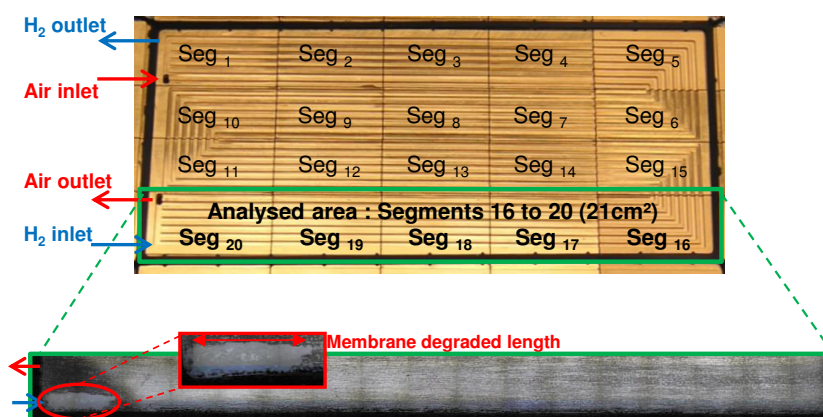 H₂ outlet
Air inlet
Air outlet
H₂ inlet
Seg 1 Seg 2 Seg 3 Seg 4 Seg 5
Seg 10 Seg 9 Seg 8 Seg 7 Seg 6
Seg 11 Seg 12 Seg 13 Seg 14 Seg 15
Analysed area : Segments 16 to 20 (21cm²)
Seg 20 Seg 19 Seg 18 Seg 17 Seg 16
Membrane degraded length